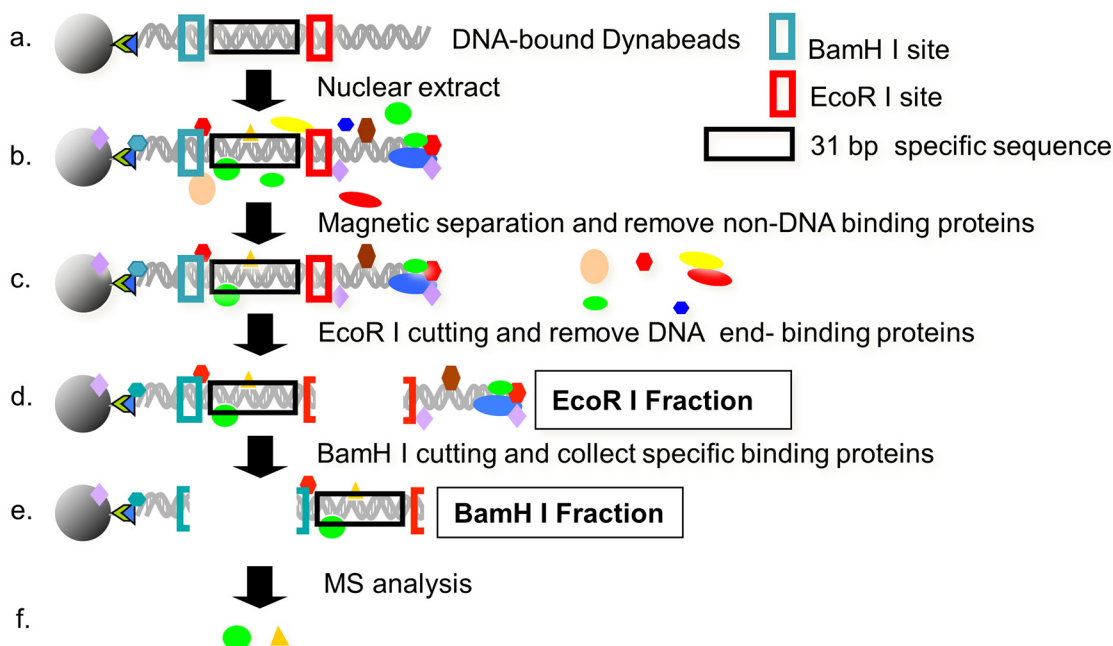 a.
DNA-bound Dynabeads
BamH I site
Nuclear extract
EcoR I site
b.
31 bp specific sequence
Magnetic separation and remove non-DNA binding proteins
c.
EcoR I cutting and remove DNA end- binding proteins
d.
EcoR I Fraction
BamH I cutting and collect specific binding proteins
e.
BamH I Fraction
MS analysis
f.